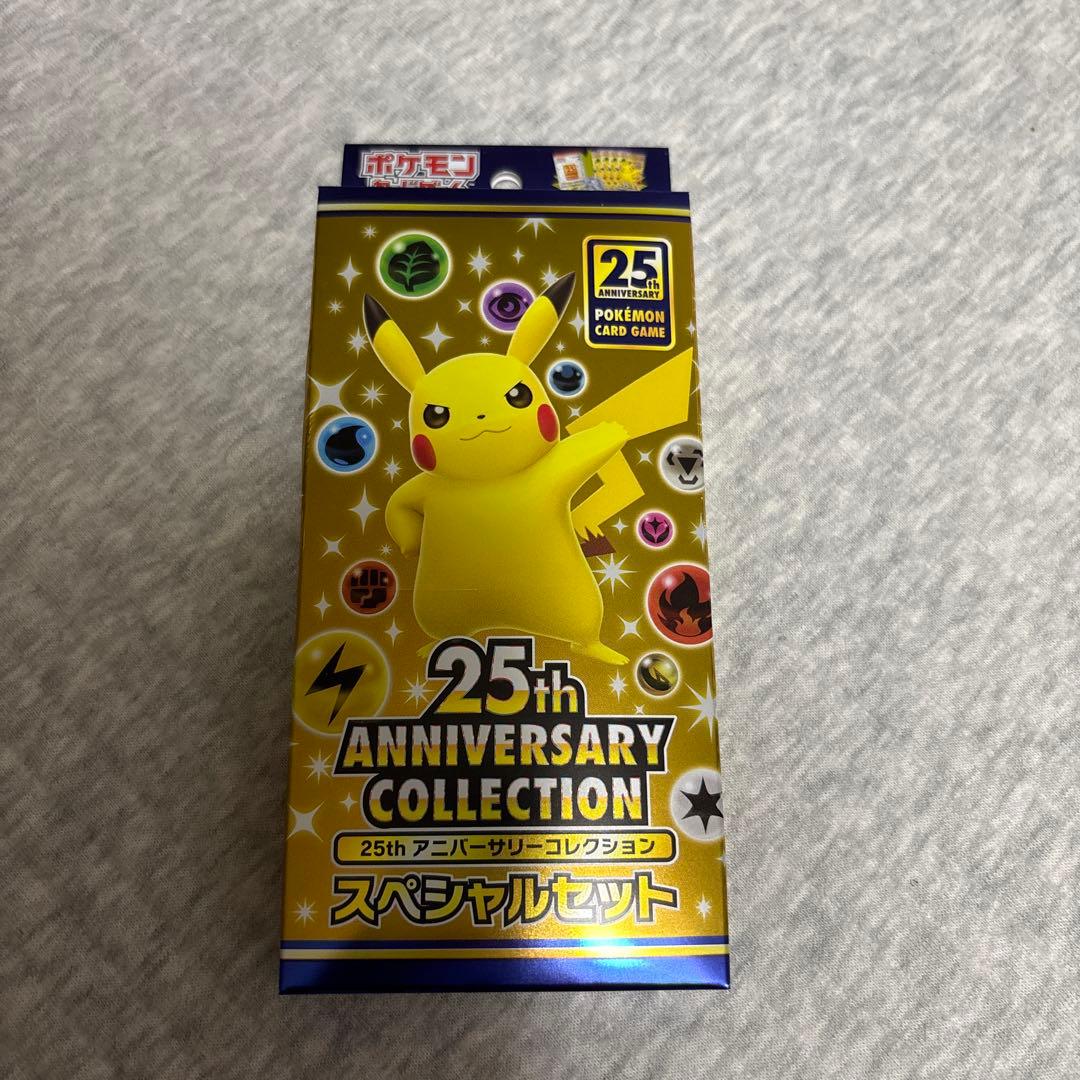 ポケモン
25th
ANNIVERSARY
POKÉMON
CARD GAME
25th
ANNIVERSARY
COLLECTION
25th アニバーサリーコレクション
スペシャルセット